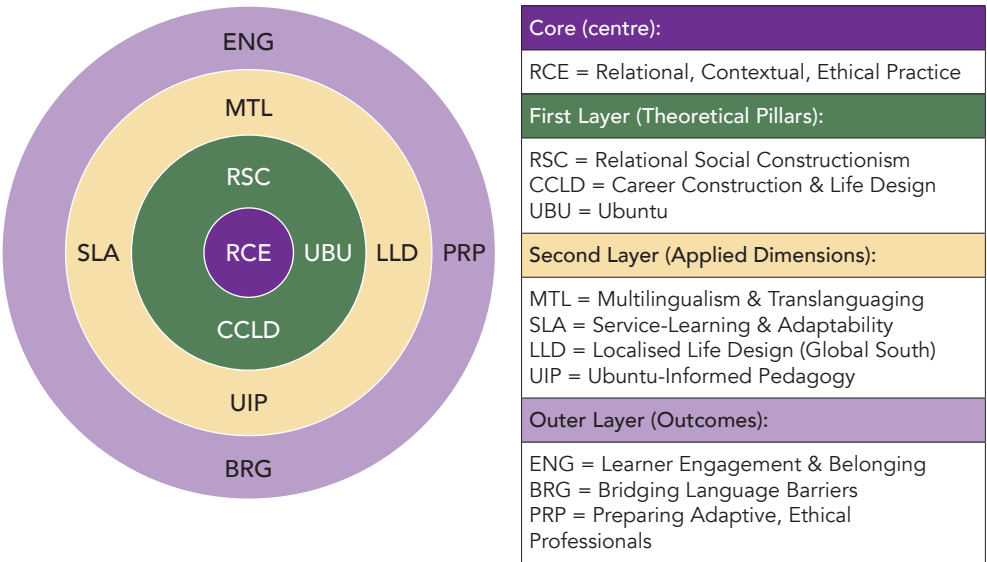 ENG
MTL
RSC
SLA
RCE
UBU
LLD
PRP
CCLD
UIP
BRG
Core (centre):
RCE = Relational, Contextual, Ethical Practice
First Layer (Theoretical Pillars):
RSC = Relational Social Constructionism
CCLD = Career Construction & Life Design
UBU = Ubuntu
Second Layer (Applied Dimensions):
MTL = Multilingualism & Translanguaging
SLA = Service-Learning & Adaptability
LLD = Localised Life Design (Global South)
UIP = Ubuntu-Informed Pedagogy
Outer Layer (Outcomes):
ENG = Learner Engagement & Belonging
BRG = Bridging Language Barriers
PRP = Preparing Adaptive, Ethical
Professionals